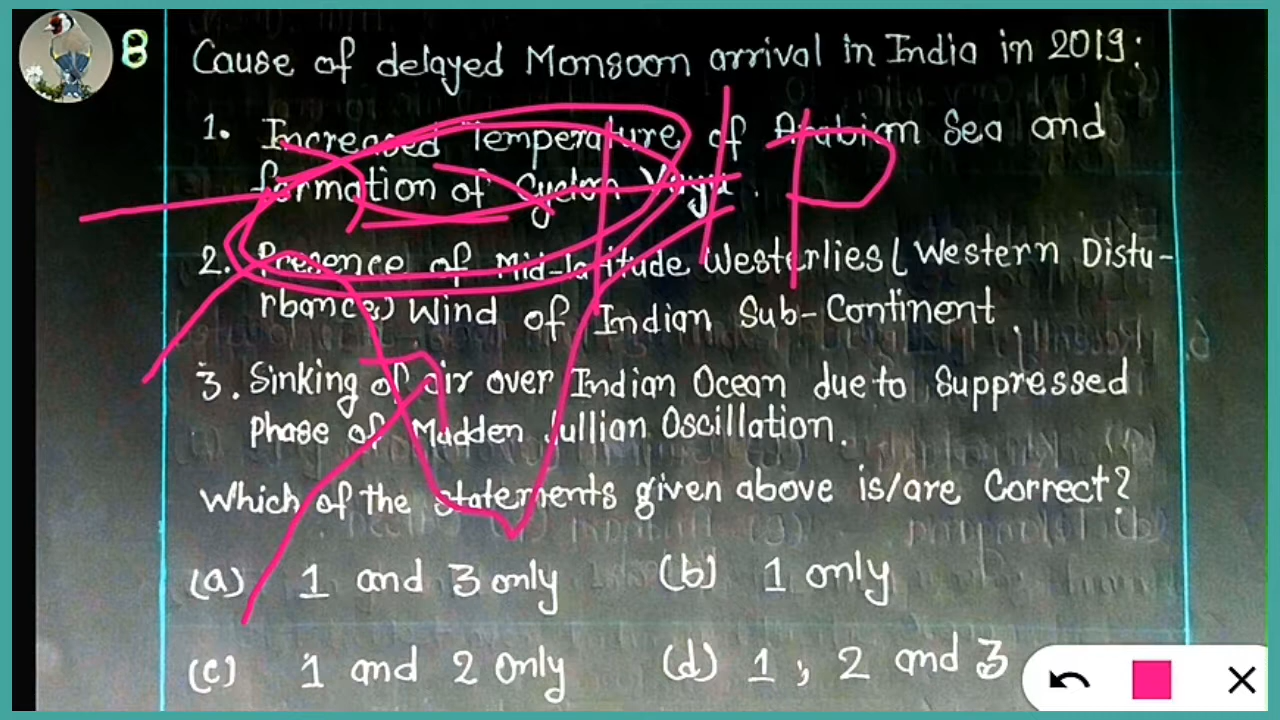 8 Cause of delayed Monsoon arrival in India in 2019:
1. Increased Temperature of Arabian Sea and
formation of Cyclon Vayu.
2. Presence of Mid-latitude Westerlies (Western Distu-
rbances) Wind of Indian Sub-Continent.
3. Sinking of air over Indian Ocean due to Suppressed
Phase of Madden Jullian Oscillation.
Which of the statements given above is/are Correct?
(a) 1 and 3 only (b) 1 only
(c) 1 and 2 only (d) 1, 2 and 3